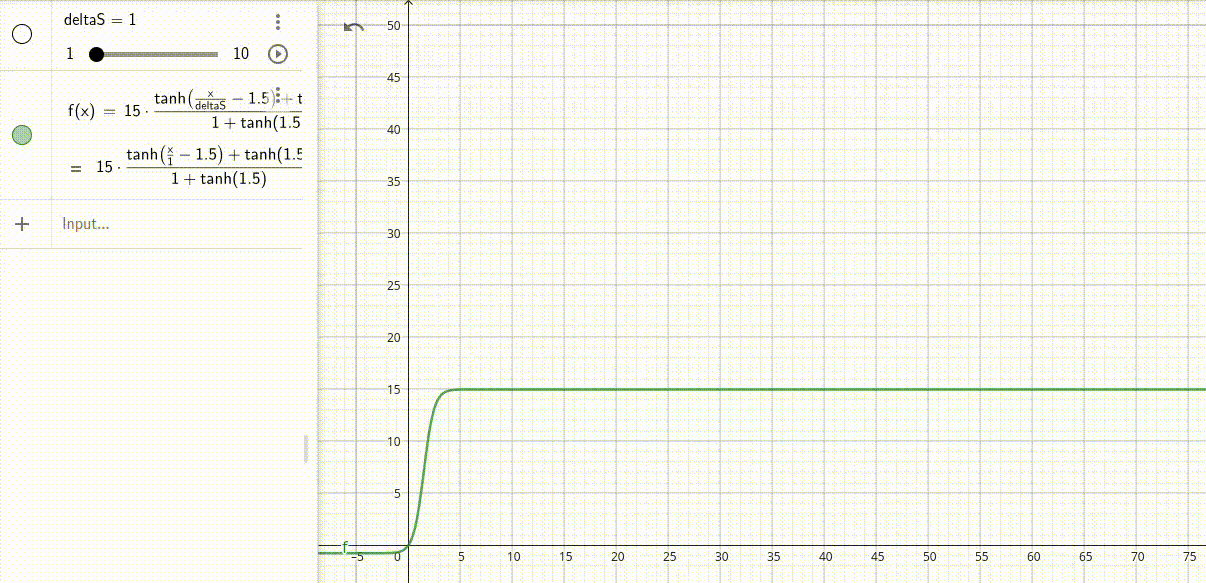 deltaS = 1
1 10
f(x) = 15 · tanh(x/deltaS − 1.5) + t
1 + tanh(1.5
= 15 · tanh(x/1 − 1.5) + tanh(1.5
1 + tanh(1.5)
+ Input...
50
45
40
35
30
25
20
15
10
5
f
−5 0 5 10 15 20 25 30 35 40 45 50 55 60 65 70 75